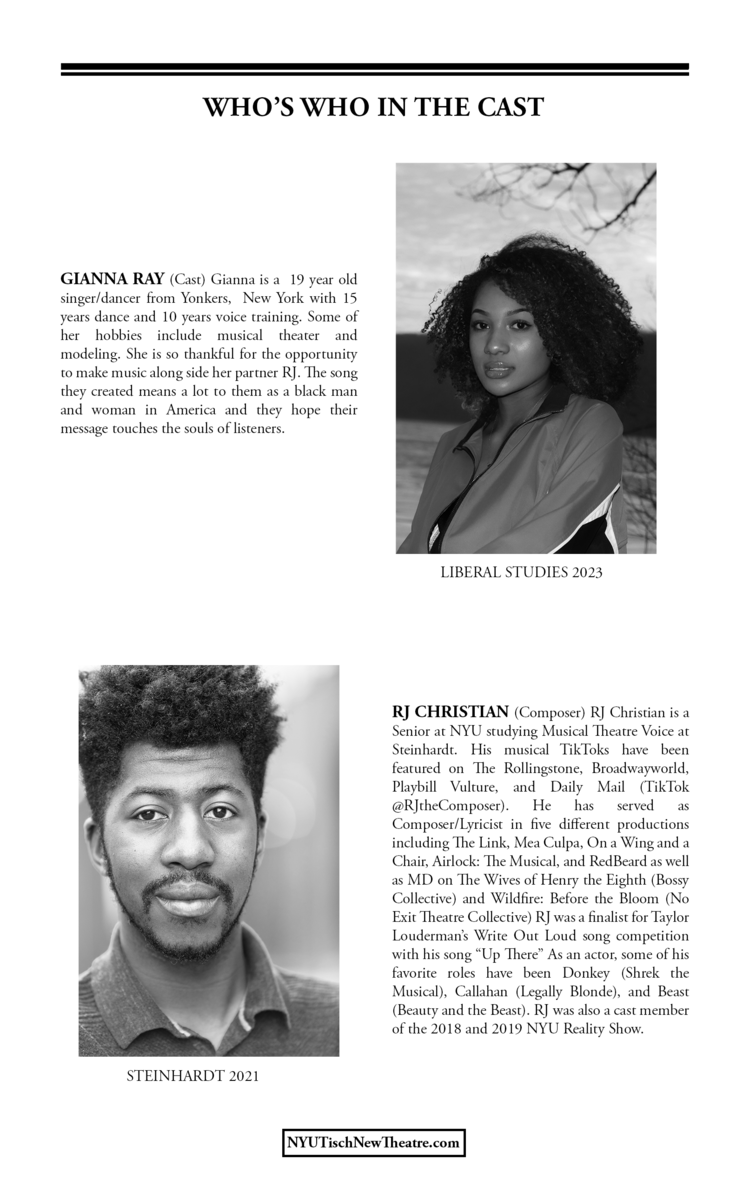 WHO'S WHO IN THE CAST
GIANNA RAY (Cast) Gianna is a 19 year old
singer/dancer from Yonkers, New York with 15
years dance and 10 years voice training. Some of
her hobbies include musical theater and
modeling. She is so thankful for the opportunity
to make music along side her partner RJ. The song
they created means a lot to them as a black man
and woman in America and they hope their
message touches the souls of listeners.
LIBERAL STUDIES 2023
RJ CHRISTIAN (Composer) RJ Christian is a
Senior at NYU studying Musical Theatre Voice at
Steinhardt. His musical TikToks have been
featured on The Rollingstone, Broadwayworld,
Playbill Vulture, and Daily Mail (TikTok
@RJtheComposer). He has served as
Composer/Lyricist in five different productions
including The Link, Mea Culpa, On a Wing and a
Chair, Airlock: The Musical, and RedBeard as well
as MD on The Wives of Henry the Eighth (Bossy
Collective) and Wildfire: Before the Bloom (No
Exit Theatre Collective) RJ was a finalist for Taylor
Louderman's Write Out Loud song competition
with his song “Up There” As an actor, some of his
favorite roles have been Donkey (Shrek the
Musical), Callahan (Legally Blonde), and Beast
(Beauty and the Beast). RJ was also a cast member
of the 2018 and 2019 NYU Reality Show.
STEINHARDT 2021
NYUTischNewTheatre.com